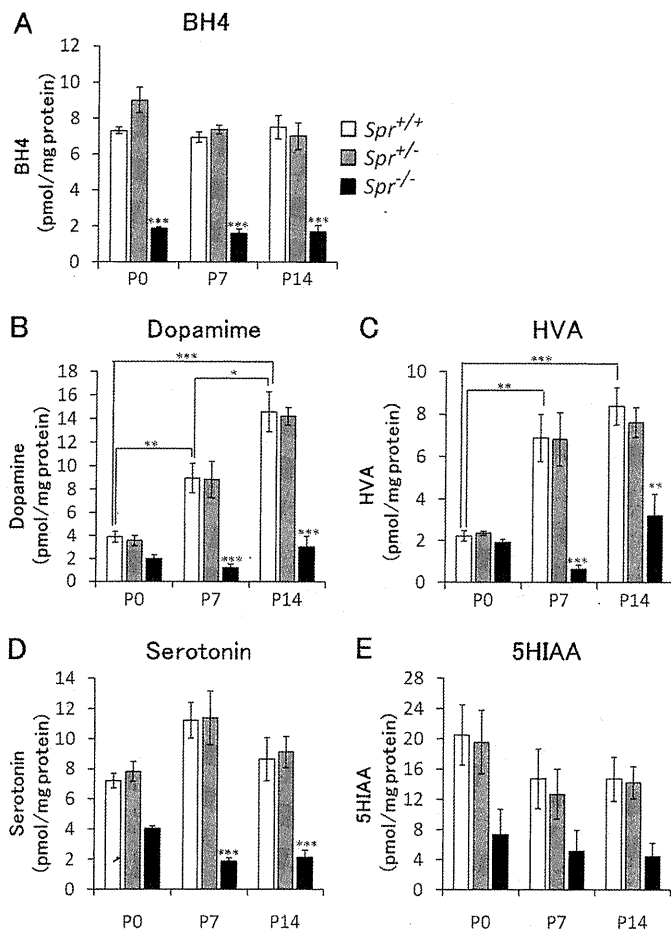 A BH4
12
10
8
6
4
2
0
BH4
(pmol/mg protein)
***
***
***
P0 P7 P14
Spr+/+
Spr+/-
Spr-/-
B Dopamime
18
16
14
12
10
8
6
4
2
0
Dopamine
(pmol/mg protein)
***
*
**
***
***
P0 P7 P14
C HVA
10
8
6
4
2
0
HVA
(pmol/mg protein)
***
**
**
***
P0 P7 P14
D Serotonin
14
12
10
8
6
4
2
0
Serotonin
(pmol/mg protein)
***
***
P0 P7 P14
E 5HIAA
28
24
20
16
12
8
4
0
5HIAA
(pmol/mg protein)
P0 P7 P14